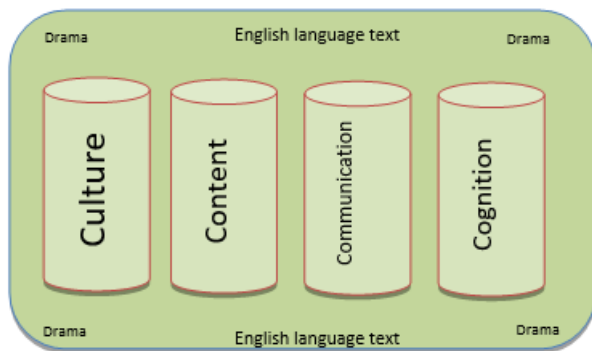 Drama
English language text
Drama
Culture
Content
Communication
Cognition
Drama
English language text
Drama